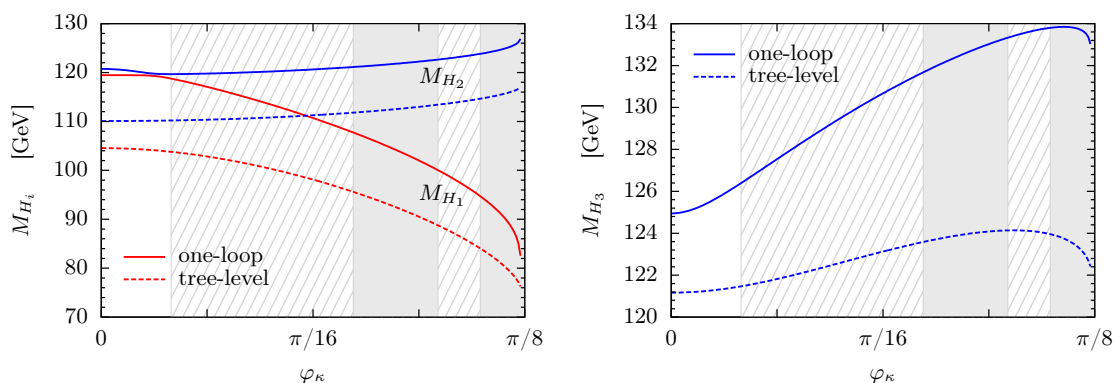 130
120
110
100
90
80
70
M_{H_i} [GeV]
M_{H_2}
M_{H_1}
one-loop
tree-level
0
π/16
π/8
φ_κ
134
132
130
128
126
124
122
120
M_{H_3} [GeV]
one-loop
tree-level
0
π/16
π/8
φ_κ